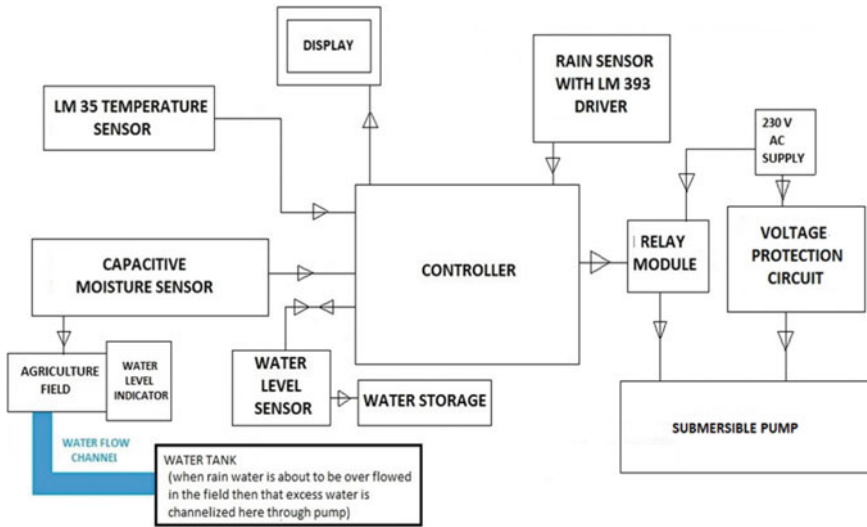 DISPLAY
RAIN SENSOR
WITH LM 393
DRIVER
LM 35 TEMPERATURE
SENSOR
230 V
AC
SUPPLY
CONTROLLER
RELAY
MODULE
VOLTAGE
PROTECTION
CIRCUIT
CAPACITIVE
MOISTURE SENSOR
WATER
LEVEL
SENSOR
WATER STORAGE
AGRICULTURE
FIELD
WATER
LEVEL
INDICATOR
SUBMERSIBLE PUMP
WATER FLOW
CHANNEL
WATER TANK
(when rain water is about to be over flowed
in the field then that excess water is
channelized here through pump)